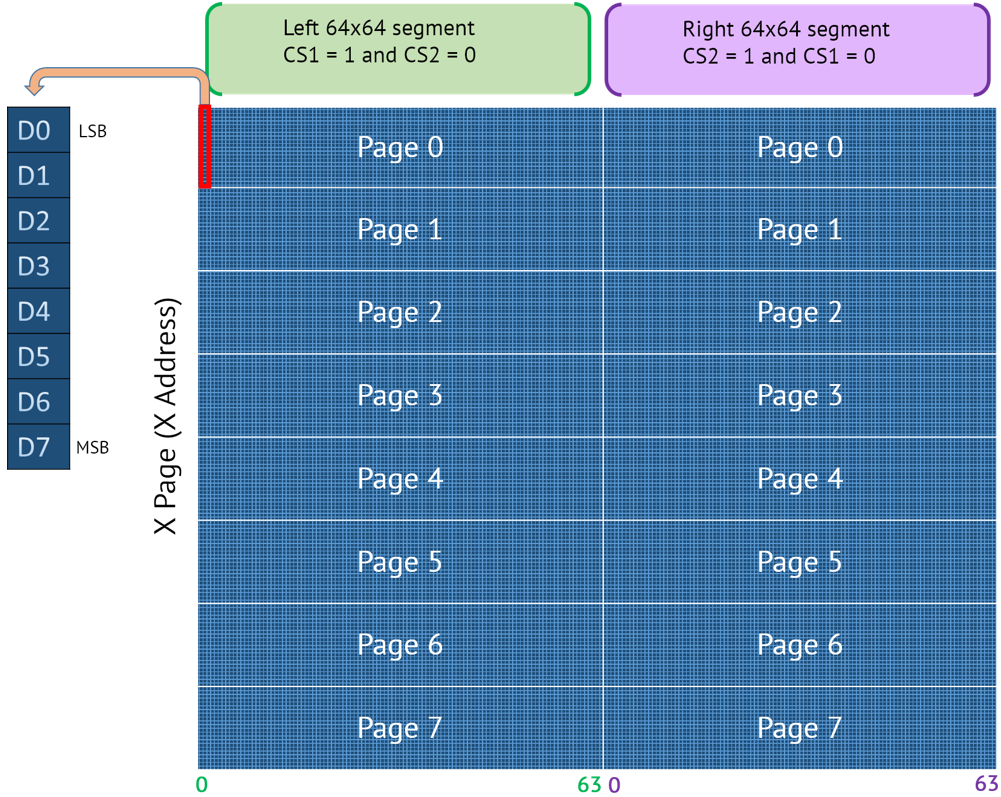 Left 64x64 segment
CS1 = 1 and CS2 = 0
Right 64x64 segment
CS2 = 1 and CS1 = 0
D0 LSB
D1
D2
D3
D4
D5
D6
D7 MSB
X Page (X Address)
Page 0 Page 0
Page 1 Page 1
Page 2 Page 2
Page 3 Page 3
Page 4 Page 4
Page 5 Page 5
Page 6 Page 6
Page 7 Page 7
0 63 0 63